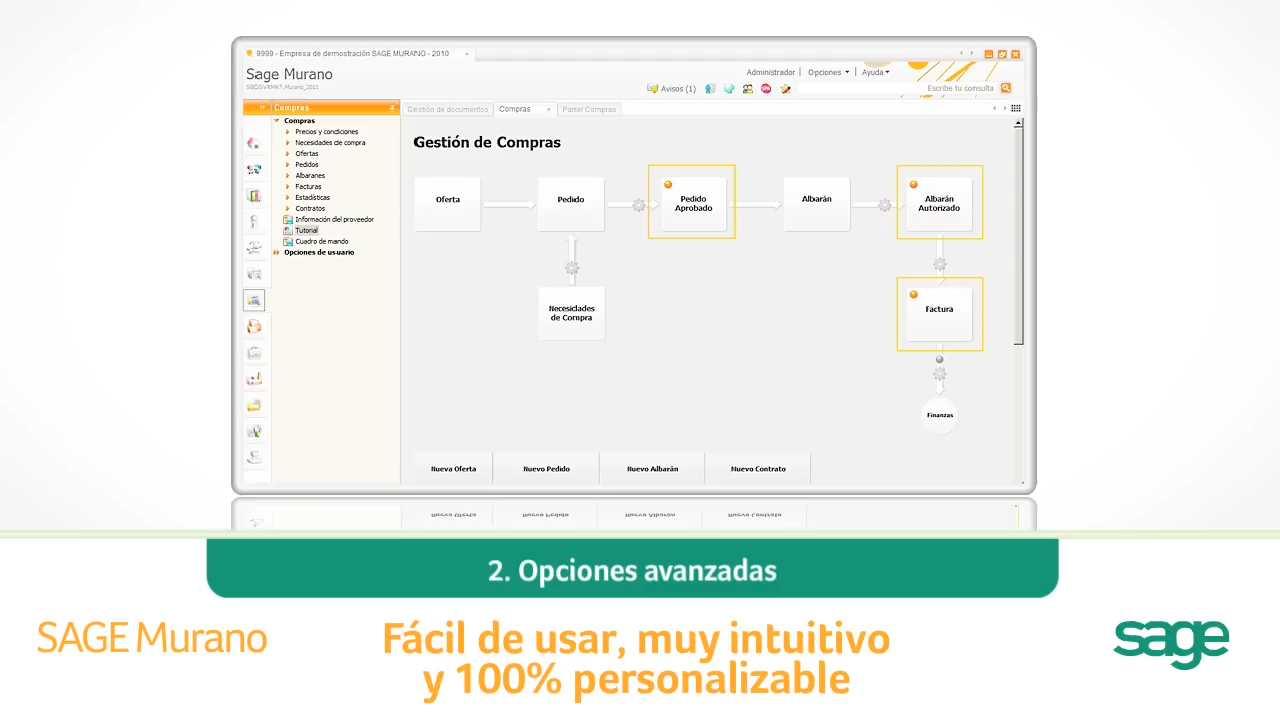 9999 - Empresa de demostración SAGE MURANO - 2010
Sage Murano
Administrador
Opciones
Ayuda
Avisos (1)
Escribe tu consulta
Compras
Gestión de documentos
Compras
Panel Compras
Compras
Precios y condiciones
Necesidades de compra
Ofertas
Pedidos
Albaranes
Facturas
Estadísticas
Contratos
Información del proveedor
Tutorial
Cuadro de mando
Opciones de usuario
Gestión de Compras
Oferta
Pedido
Pedido
Aprobado
Albarán
Albarán
Autorizado
Necesidades
de Compra
Factura
Finanzas
Nueva Oferta
Nuevo Pedido
Nuevo Albarán
Nuevo Contrato
2. Opciones avanzadas
SAGE Murano
Fácil de usar, muy intuitivo
y 100% personalizable
sage